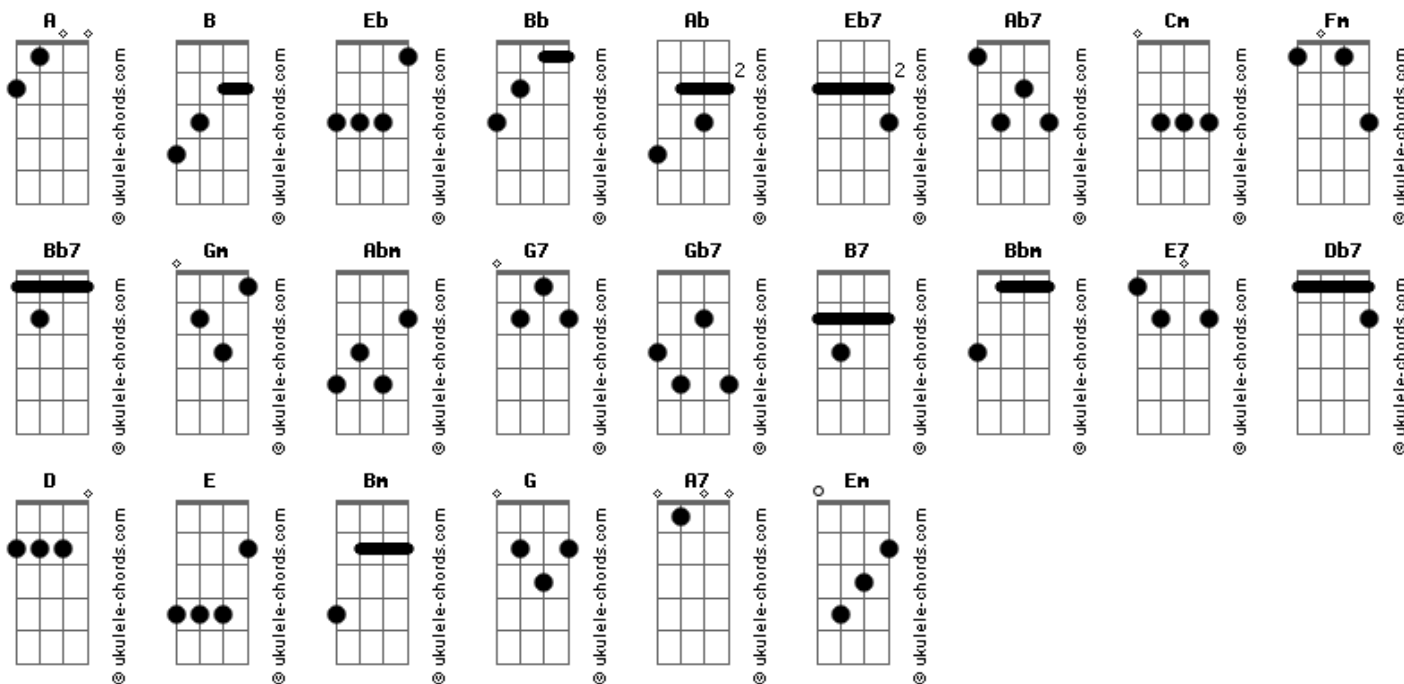 A B Eb Bb Ab Eb7 Ab7 Cm Fm
2 2
© ukulele-chords.com © ukulele-chords.com © ukulele-chords.com © ukulele-chords.com © ukulele-chords.com © ukulele-chords.com © ukulele-chords.com © ukulele-chords.com © ukulele-chords.com
Bb7 Gm Abm G7 Gb7 B7 Bbm E7 Db7
© ukulele-chords.com © ukulele-chords.com © ukulele-chords.com © ukulele-chords.com © ukulele-chords.com © ukulele-chords.com © ukulele-chords.com © ukulele-chords.com © ukulele-chords.com
D E Bm G A7 Em
© ukulele-chords.com © ukulele-chords.com © ukulele-chords.com © ukulele-chords.com © ukulele-chords.com © ukulele-chords.com